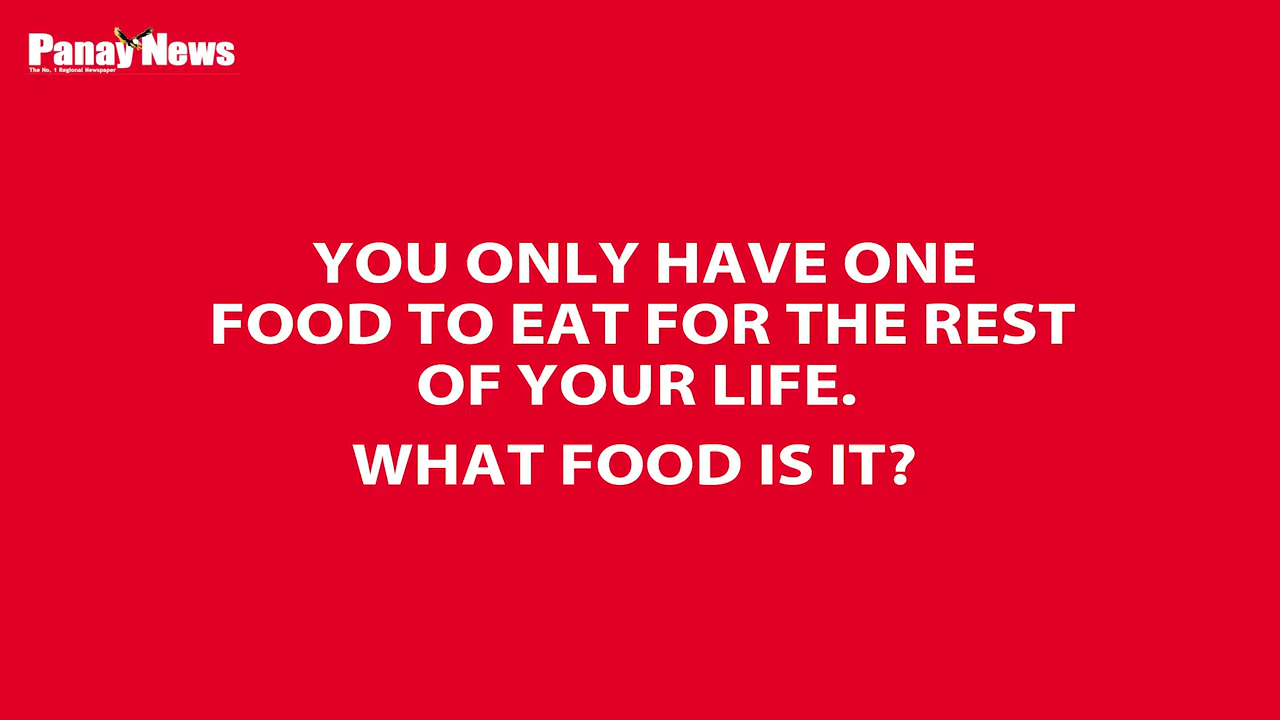 Panay News
The No. 1 Regional Newspaper
YOU ONLY HAVE ONE
FOOD TO EAT FOR THE REST
OF YOUR LIFE.
WHAT FOOD IS IT?